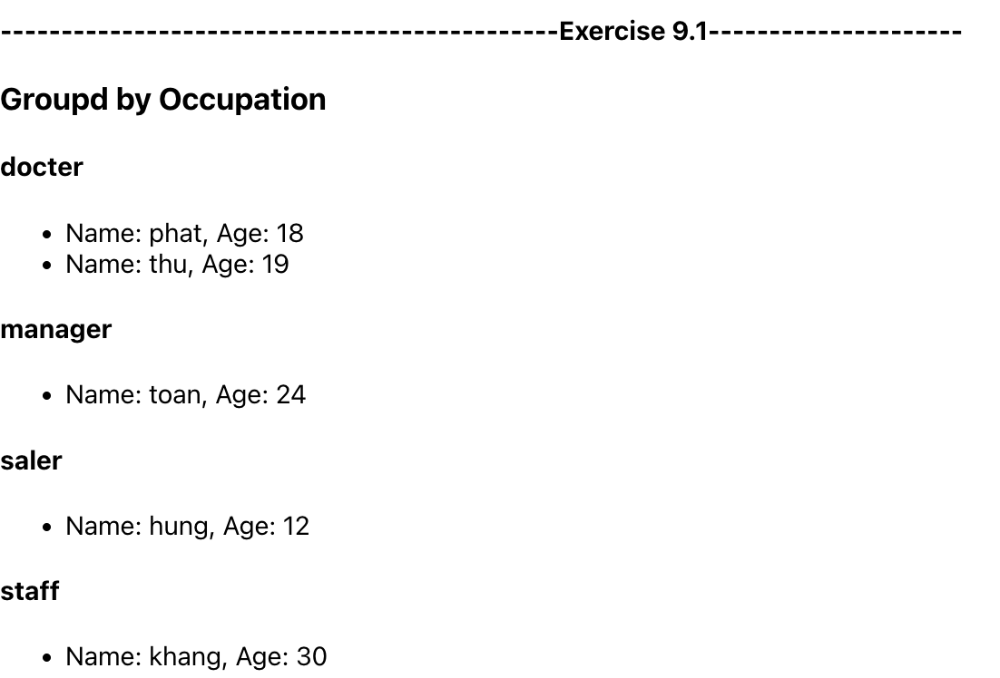 ----------------------------------------------Exercise 9.1---------------------
Groupd by Occupation
docter
• Name: phat, Age: 18
• Name: thu, Age: 19
manager
• Name: toan, Age: 24
saler
• Name: hung, Age: 12
staff
• Name: khang, Age: 30